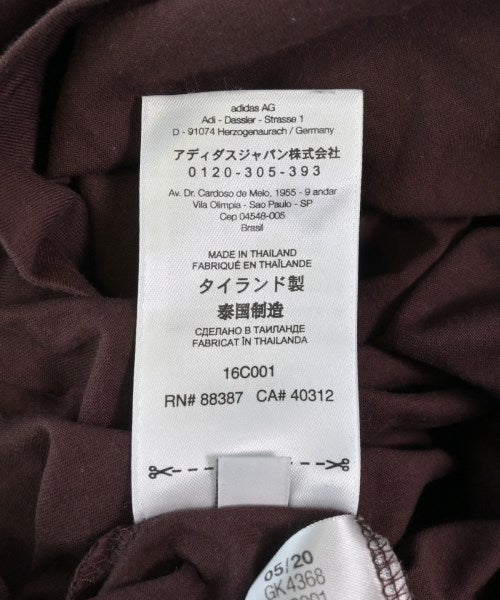 adidas AG
Adi - Dassler - Strasse 1
D - 91074 Herzogenaurach / Germany
アディダスジャパン株式会社
0120-305-393
Av. Dr. Cardoso de Melo, 1955 - 9 andar
Vila Olimpia - Sao Paulo - SP
Cep 04548-005
Brasil
MADE IN THAILAND
FABRIQUÉ EN THAÏLANDE
タイランド製
泰国制造
СДЕЛАНО В ТАИЛАНДЕ
FABRICAT ÎN THAILANDA
16C001
RN# 88387 CA# 40312
05/20
GK4368